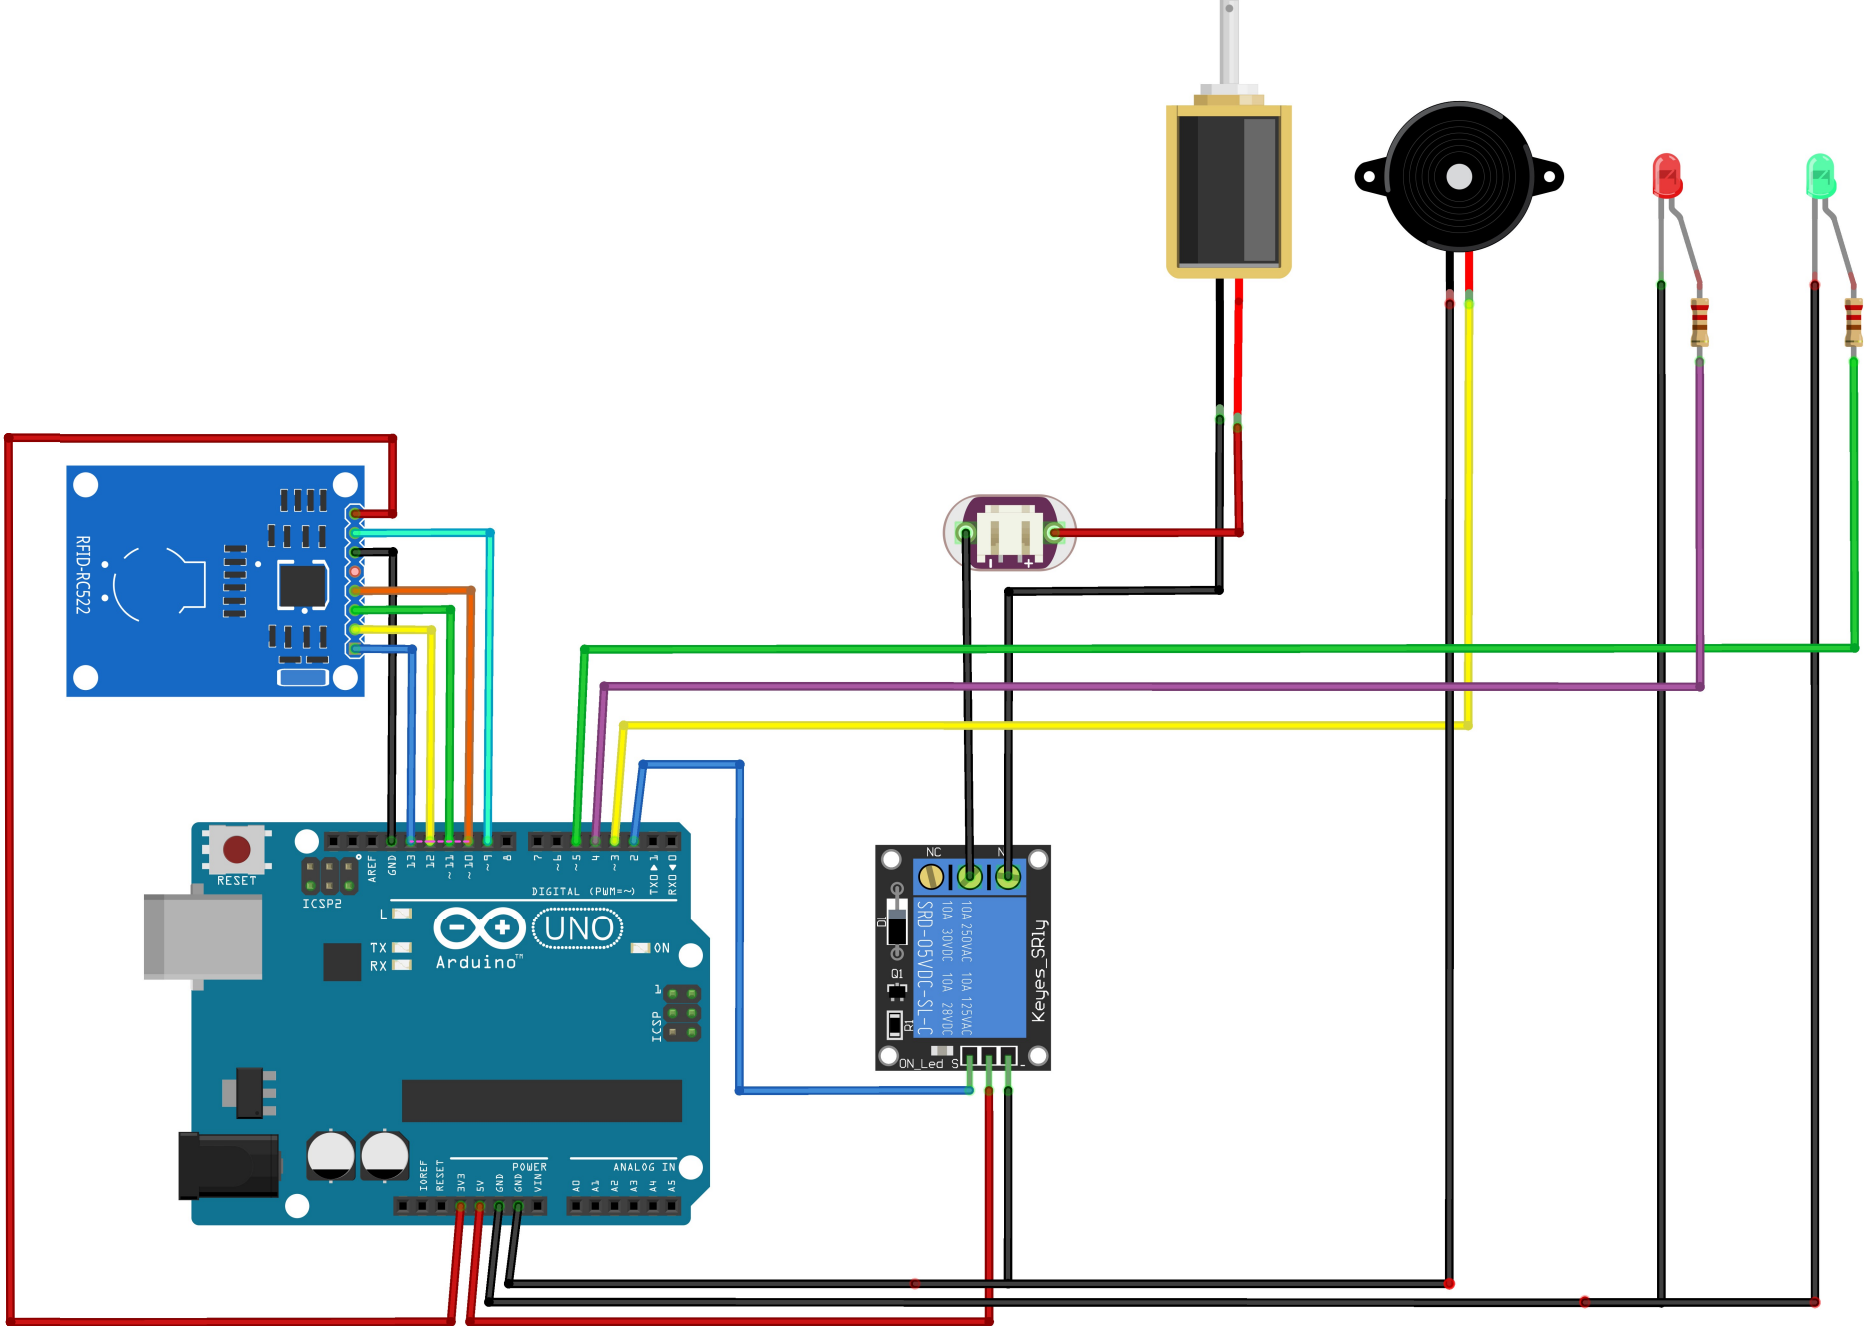 RFID-RC522
- +
RESET
ICSP2
AREF
GND
13
12
~11
~10
~9
8
7
~6
~5
4
~3
2
TX0▶1
RX0◀0
DIGITAL (PWM=~)
L
TX
RX
UNO
ON
Arduino™
1
ICSP
IOREF
RESET
3V3
5V
GND
GND
VIN
POWER
ANALOG IN
A0
A1
A2
A3
A4
A5
NC
N
D1
Q1
R1
SRD-05VDC-SL-C
10A 30VDC 10A 28VDC
10A 250VAC 10A 125VAC
Keyes_SRly
ON_Led S -